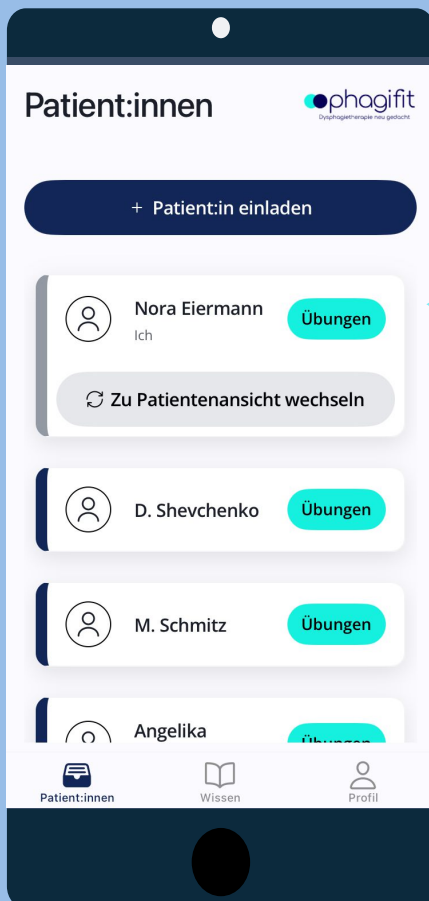 Patient:innen
phagifit
Dysphagietherapie neu gedacht
+ Patient:in einladen
Nora Eiermann
Ich
Übungen
Zu Patientenansicht wechseln
D. Shevchenko
Übungen
M. Schmitz
Übungen
Angelika
Übungen
Patient:innen
Wissen
Profil